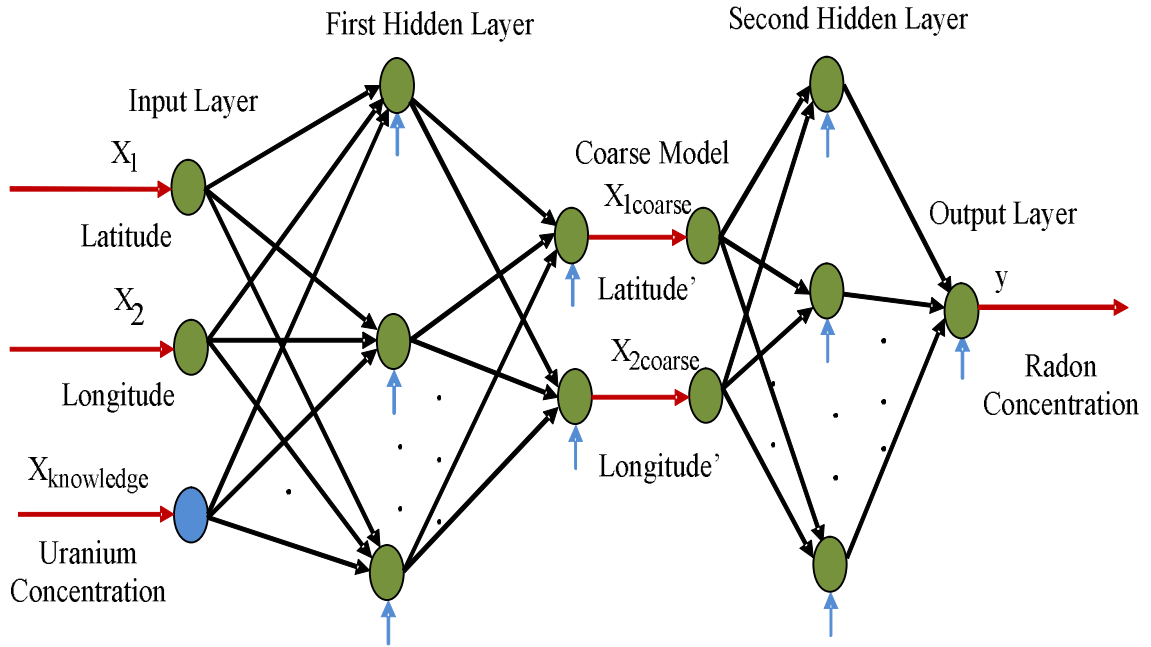 First Hidden Layer
Second Hidden Layer
Input Layer
X1
Latitude
X2
Longitude
Xknowledge
Uranium
Concentration
Coarse Model
X1coarse
Latitude’
X2coarse
Longitude’
Output Layer
y
Radon
Concentration